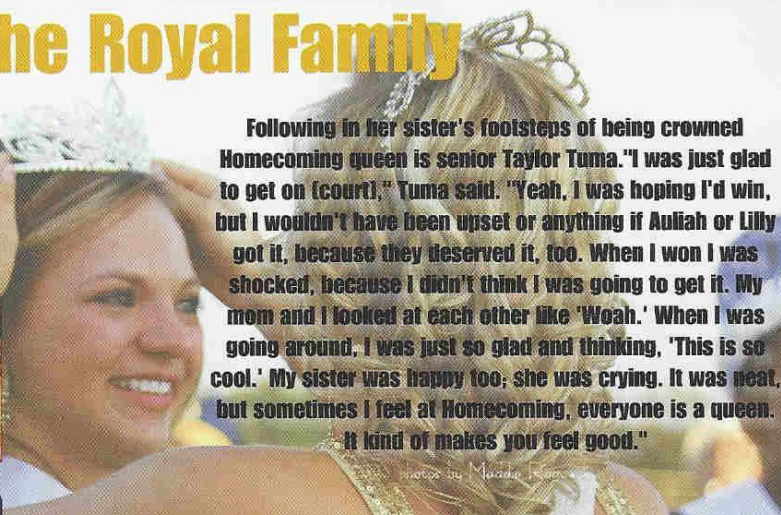 he Royal Family
Following in her sister's footsteps of being crowned
Homecoming queen is senior Taylor Tuma."I was just glad
to get on (court)," Tuma said. "Yeah, I was hoping I'd win,
but I wouldn't have been upset or anything if Auliah or Lilly
got it, because they deserved it, too. When I won I was
shocked, because I didn't think I was going to get it. My
mom and I looked at each other like 'Woah.' When I was
going around, I was just so glad and thinking, 'This is so
cool.' My sister was happy too; she was crying. It was neat,
but sometimes I feel at Homecoming, everyone is a queen.
It kind of makes you feel good."
photos by Maddie